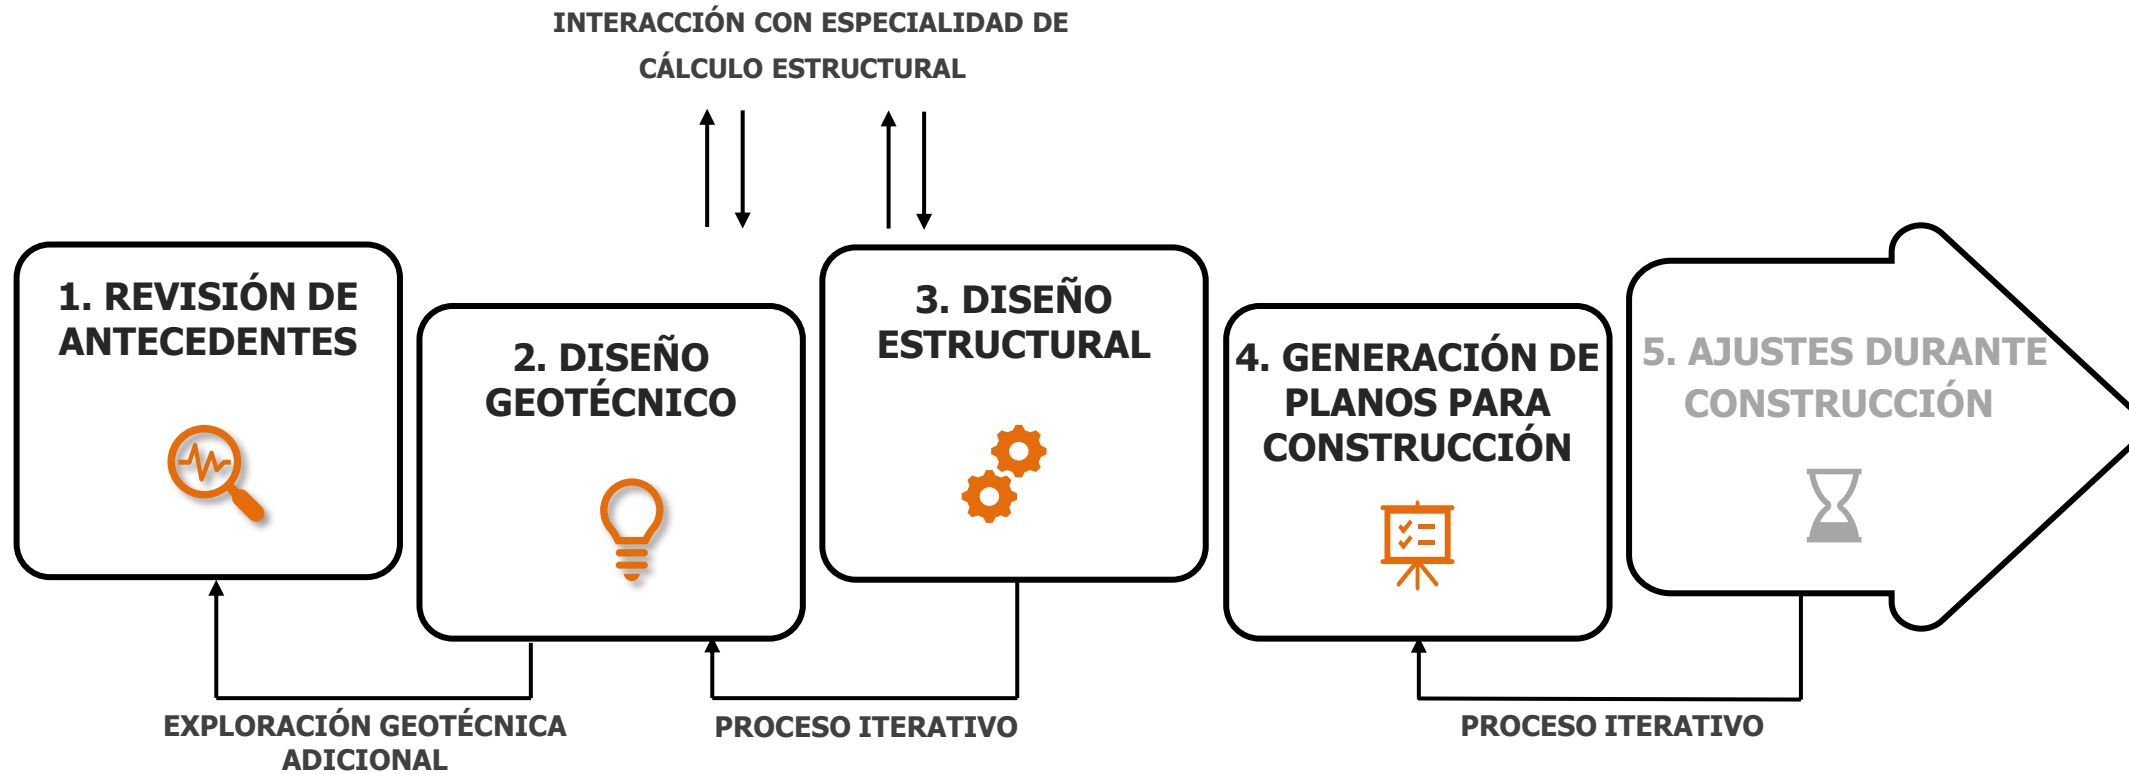 INTERACCIÓN CON ESPECIALIDAD DE
CÁLCULO ESTRUCTURAL
1. REVISIÓN DE
ANTECEDENTES
2. DISEÑO
GEOTÉCNICO
3. DISEÑO
ESTRUCTURAL
4. GENERACIÓN DE
PLANOS PARA
CONSTRUCCIÓN
5. AJUSTES DURANTE
CONSTRUCCIÓN
EXPLORACIÓN GEOTÉCNICA
ADICIONAL
PROCESO ITERATIVO
PROCESO ITERATIVO